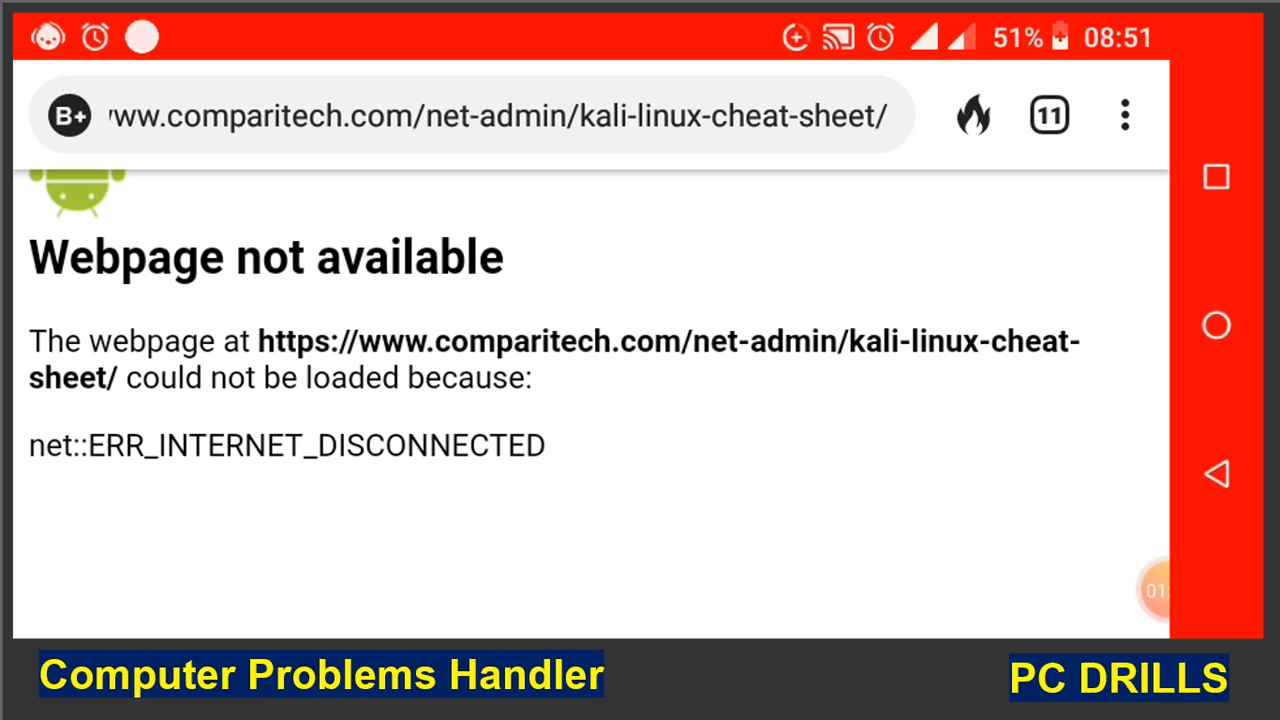 51% 08:51
B+ www.comparitech.com/net-admin/kali-linux-cheat-sheet/ 11
Webpage not available
The webpage at https://www.comparitech.com/net-admin/kali-linux-cheat-
sheet/ could not be loaded because:
net::ERR_INTERNET_DISCONNECTED
01
Computer Problems Handler
PC DRILLS